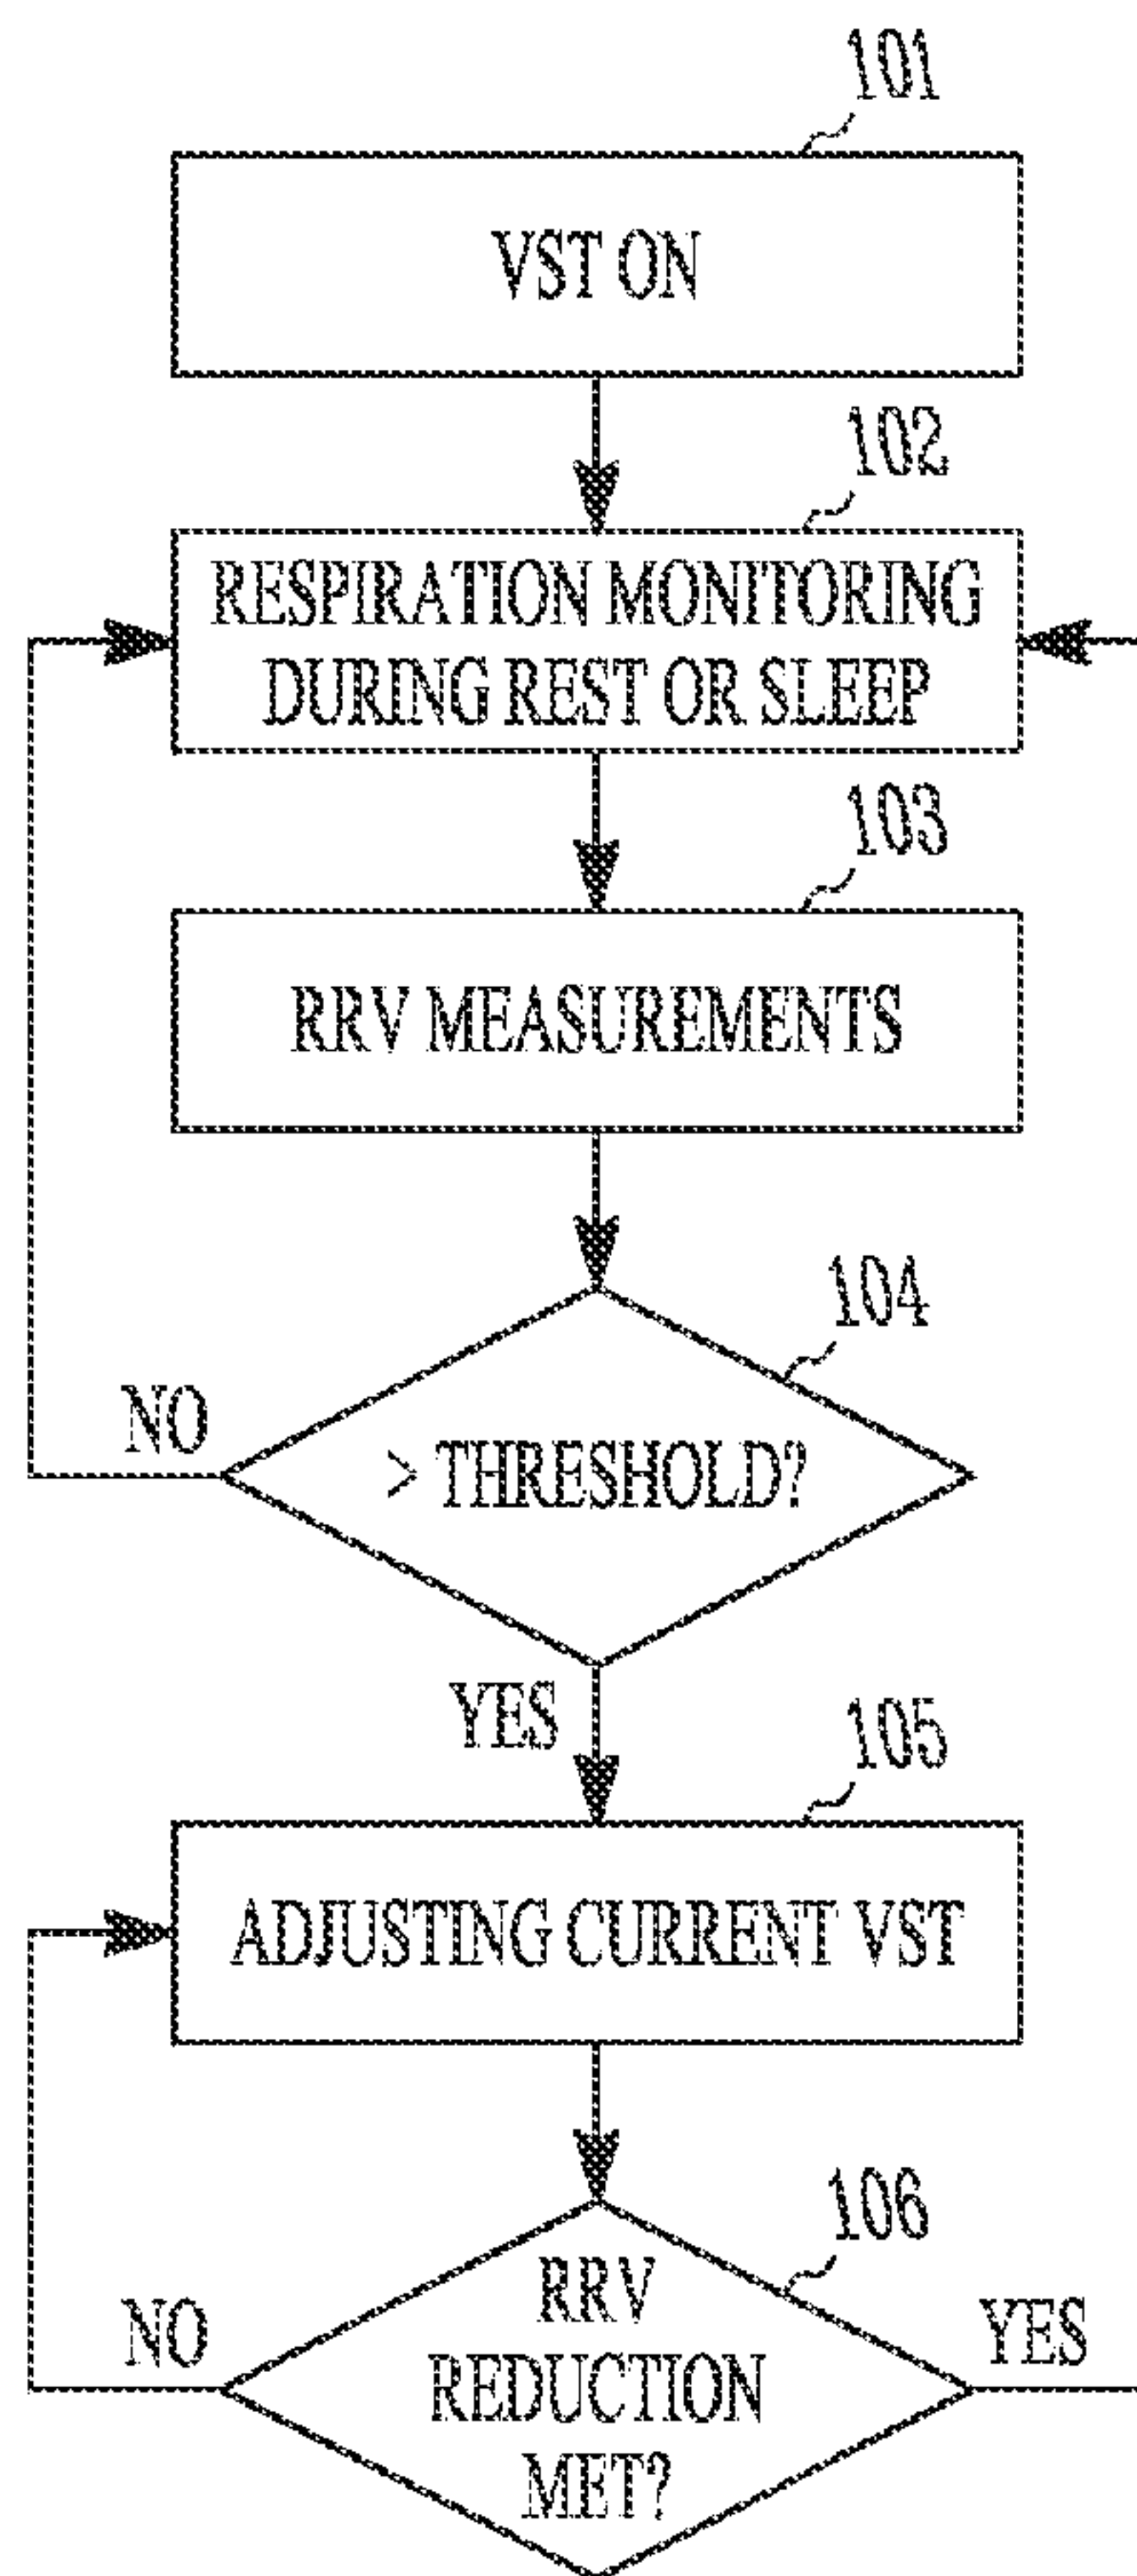 101
VST ON
102
RESPIRATION MONITORING
DURING REST OR SLEEP
103
RRV MEASUREMENTS
104
NO
> THRESHOLD?
YES
105
ADJUSTING CURRENT VST
106
RRV
NO
REDUCTION
YES
MET?